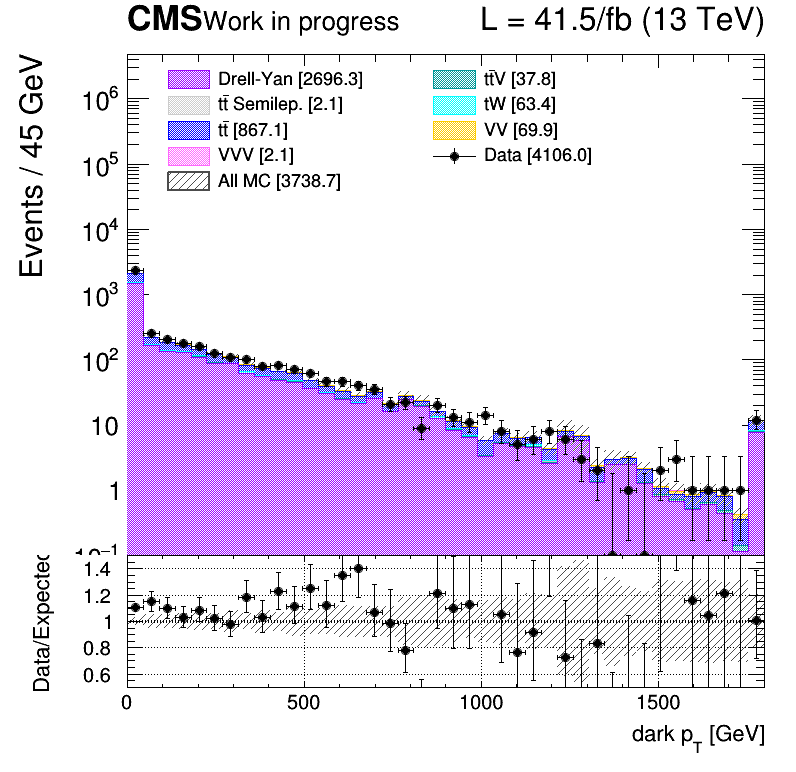 CMS Work in progress L = 41.5/fb (13 TeV)
Events / 45 GeV
Drell-Yan [2696.3]
tt̄ Semilep. [2.1]
tt̄ [867.1]
VVV [2.1]
All MC [3738.7]
tt̄V [37.8]
tW [63.4]
VV [69.9]
Data [4106.0]
10⁶
10⁵
10⁴
10³
10²
10
1
10⁻¹
Data/Expected
1.4
1.2
1
0.8
0.6
0 500 1000 1500
dark p_T [GeV]